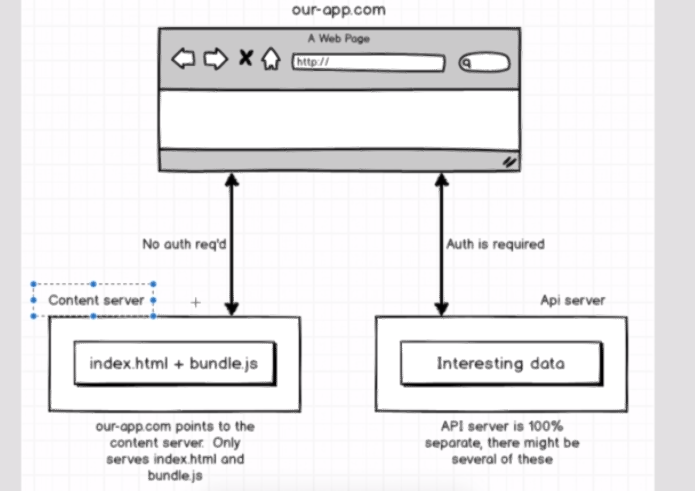 our-app.com
A Web Page
http://
No auth req'd
Auth is required
Content server
Api server
index.html + bundle.js
Interesting data
our-app.com points to the
content server. Only
serves index.html and
bundle.js
API server is 100%
separate, there might be
several of these